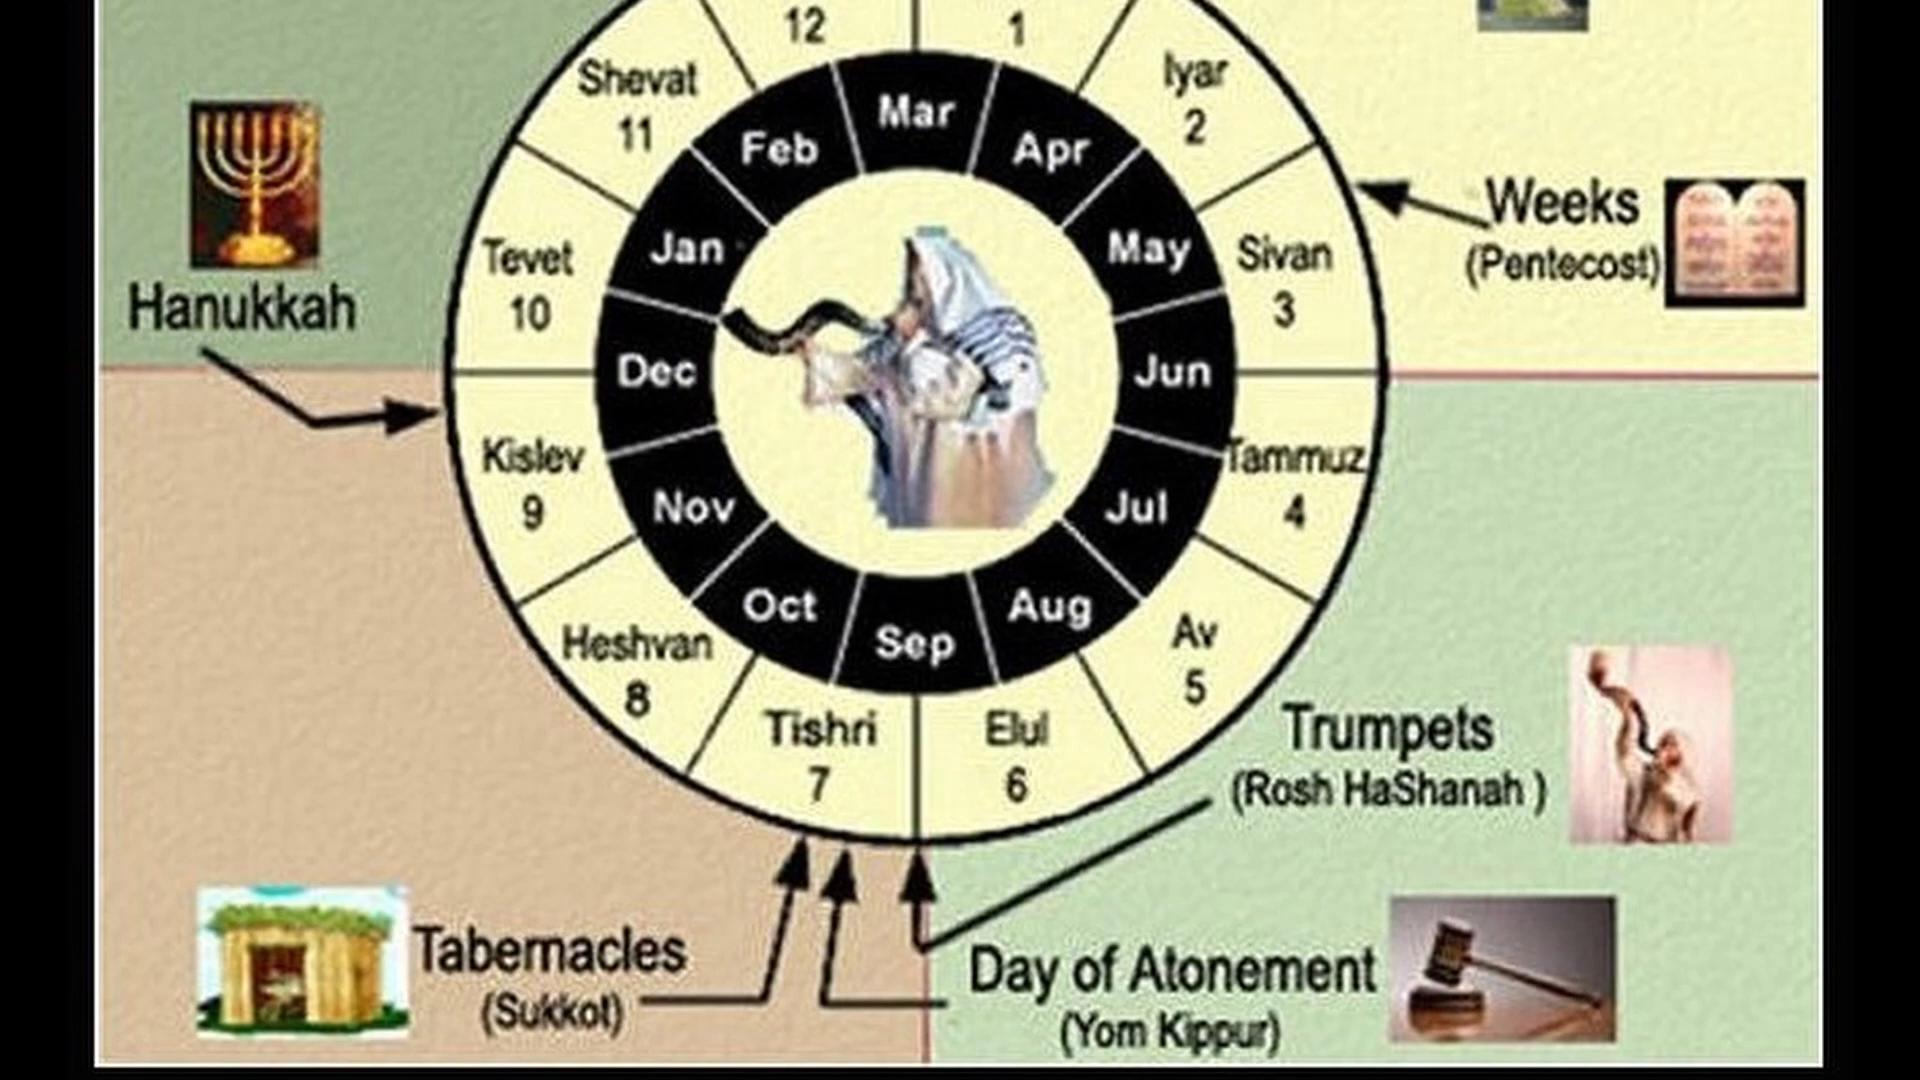 12
1
Shevat
11
Iyar
2
Mar
Feb
Apr
Weeks
(Pentecost)
Jan
May
Tevet
10
Sivan
3
Hanukkah
Dec
Jun
Kislev
9
Tammuz
4
Nov
Jul
Oct
Aug
Sep
Heshvan
8
Av
5
Tishri
7
Elul
6
Trumpets
(Rosh HaShanah )
Tabernacles
(Sukkot)
Day of Atonement
(Yom Kippur)